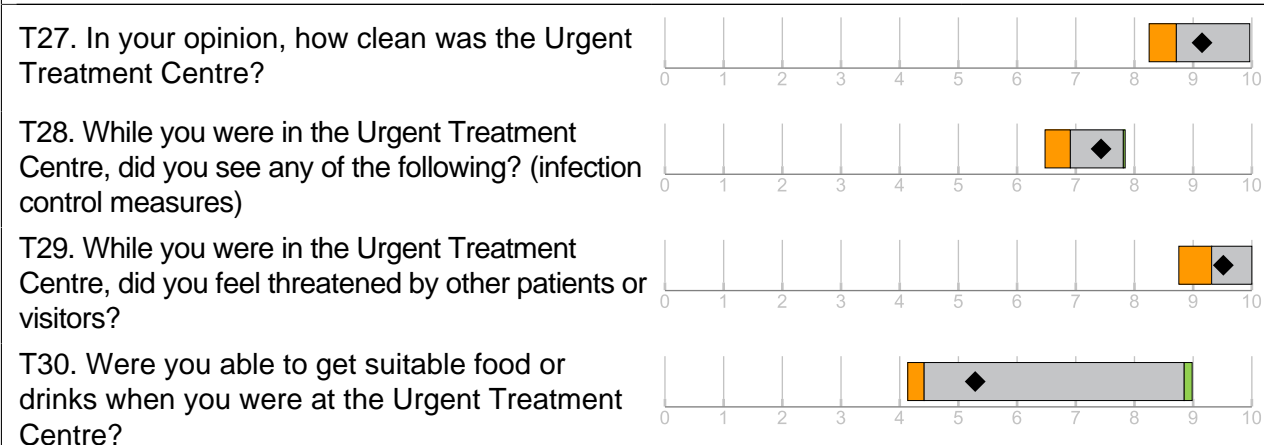 T27. In your opinion, how clean was the Urgent
Treatment Centre?
0 1 2 3 4 5 6 7 8 9 10
T28. While you were in the Urgent Treatment
Centre, did you see any of the following? (infection
control measures)
0 1 2 3 4 5 6 7 8 9 10
T29. While you were in the Urgent Treatment
Centre, did you feel threatened by other patients or
visitors?
0 1 2 3 4 5 6 7 8 9 10
T30. Were you able to get suitable food or
drinks when you were at the Urgent Treatment
Centre?
0 1 2 3 4 5 6 7 8 9 10